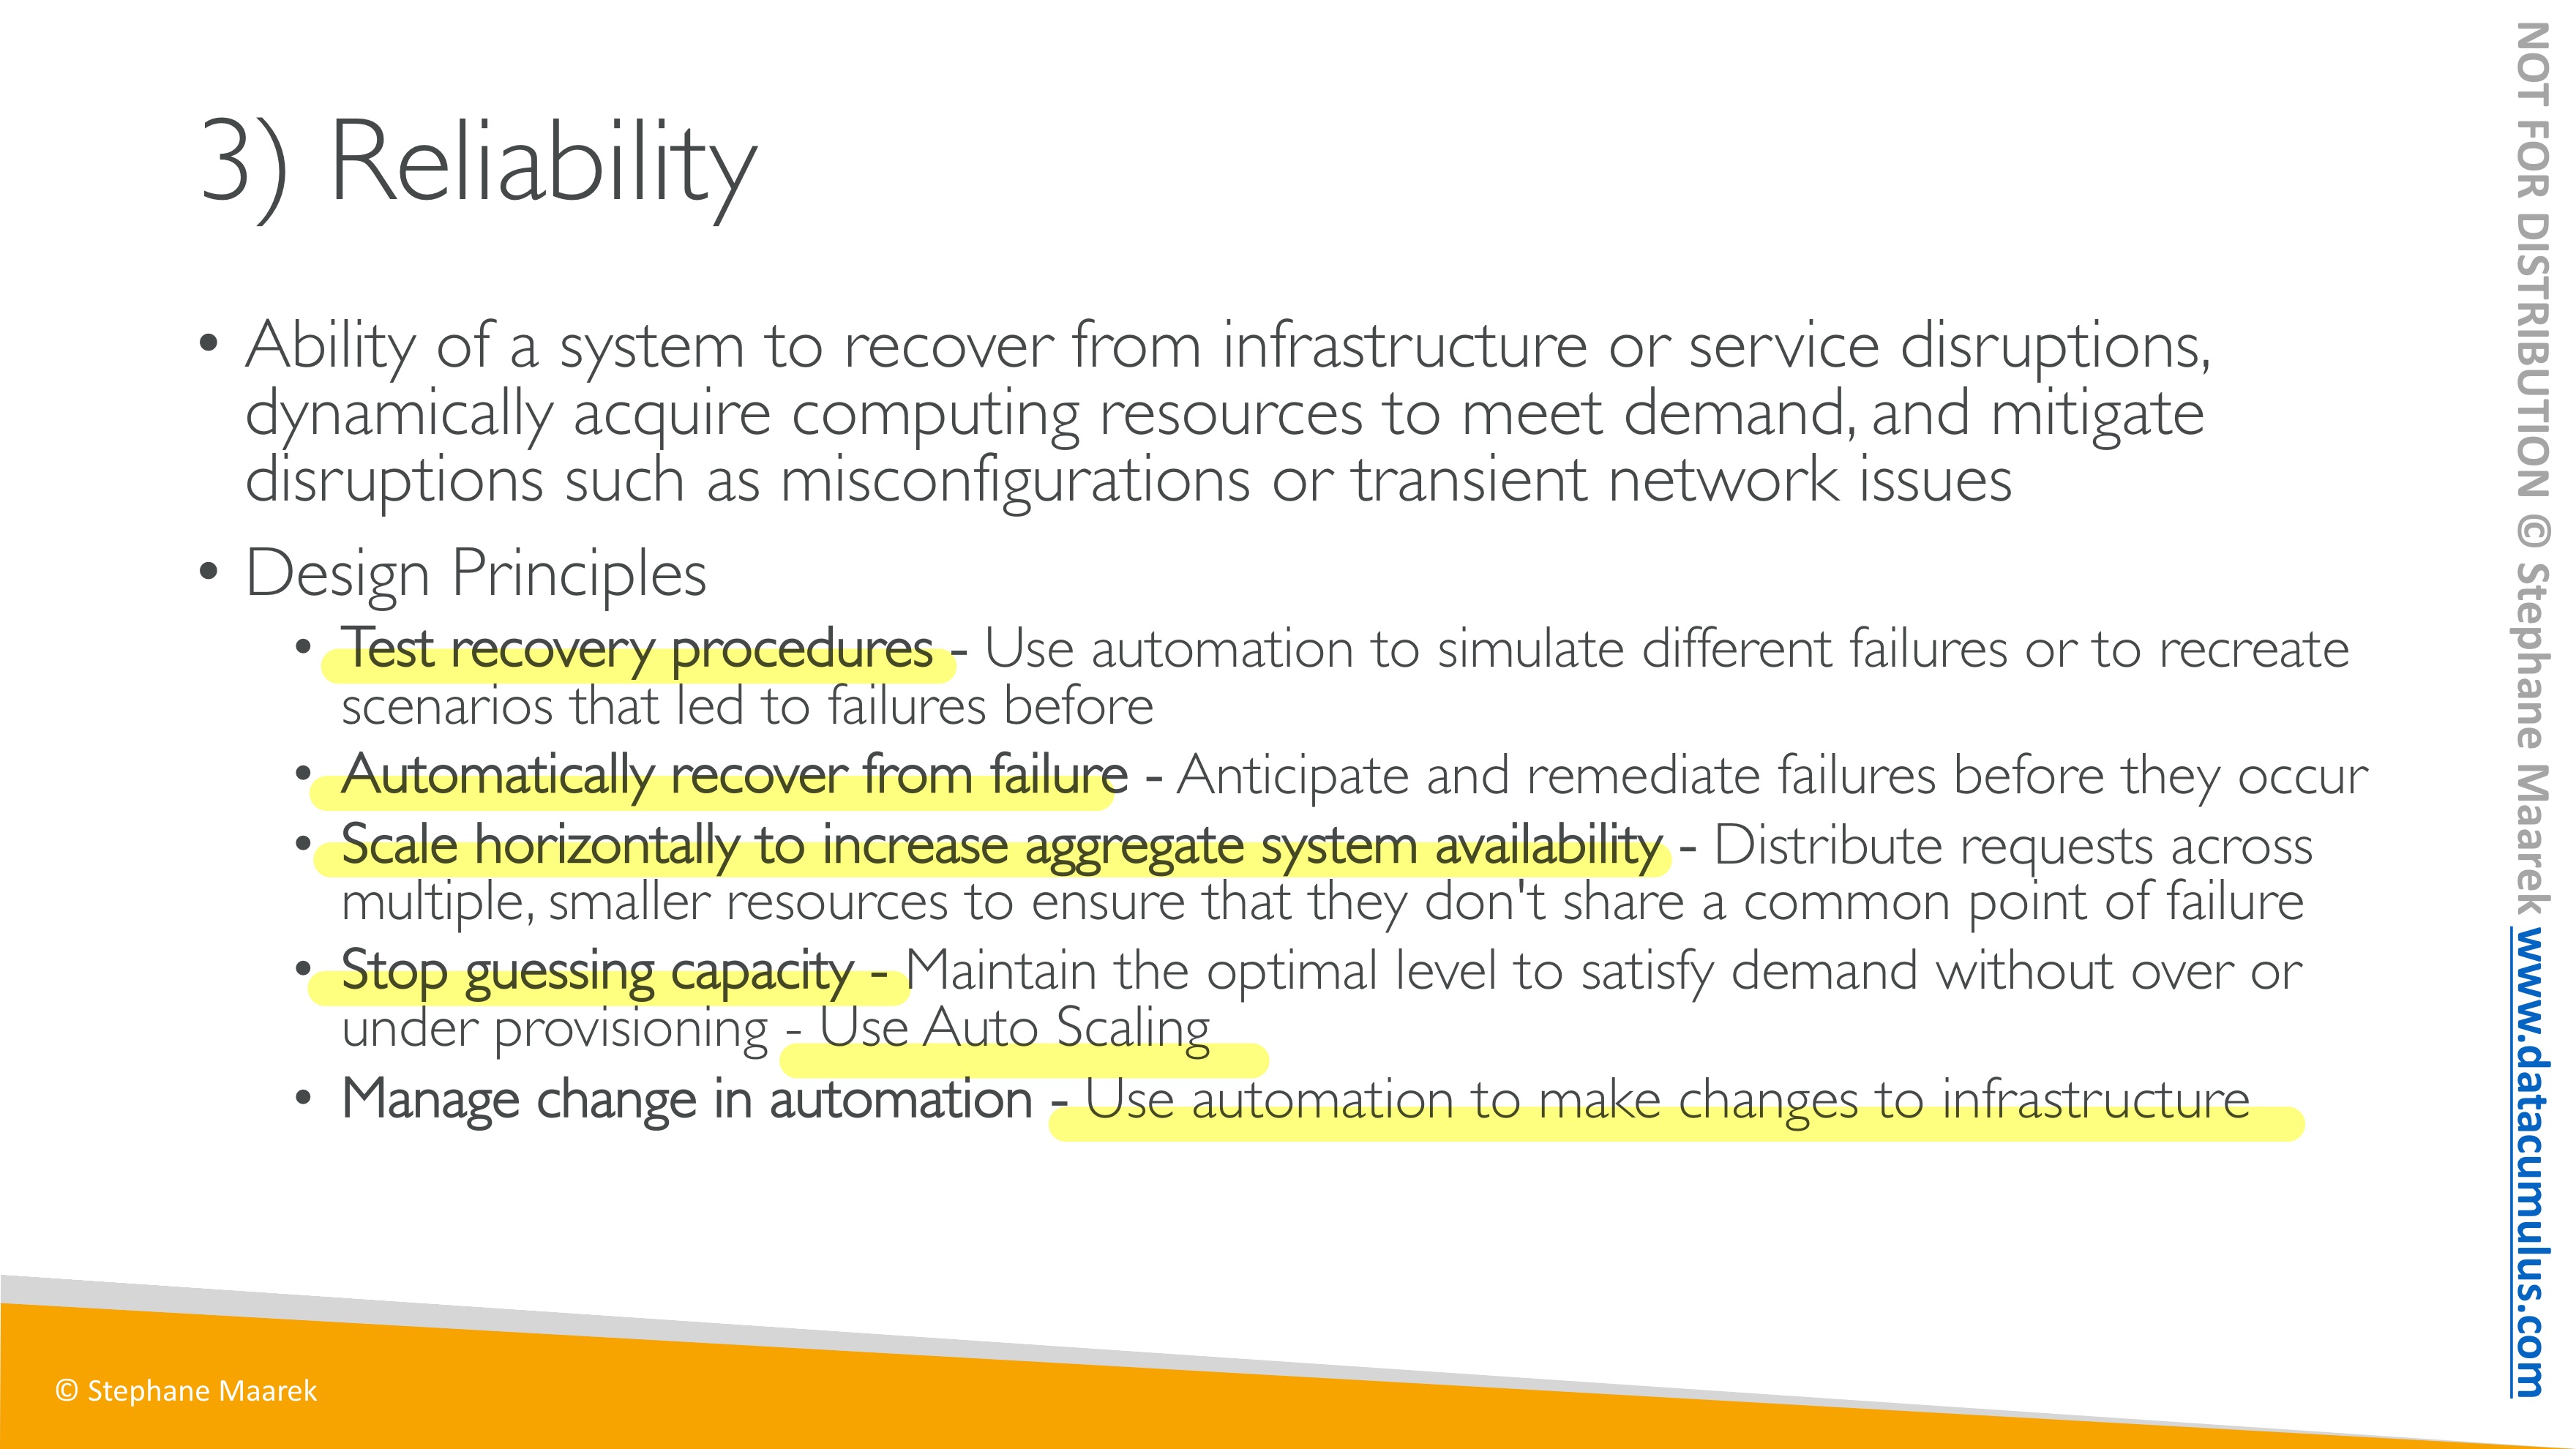 3) Reliability
• Ability of a system to recover from infrastructure or service disruptions,
dynamically acquire computing resources to meet demand, and mitigate
disruptions such as misconfigurations or transient network issues
• Design Principles
• Test recovery procedures - Use automation to simulate different failures or to recreate
scenarios that led to failures before
• Automatically recover from failure - Anticipate and remediate failures before they occur
• Scale horizontally to increase aggregate system availability - Distribute requests across
multiple, smaller resources to ensure that they don't share a common point of failure
• Stop guessing capacity - Maintain the optimal level to satisfy demand without over or
under provisioning - Use Auto Scaling
• Manage change in automation - Use automation to make changes to infrastructure
© Stephane Maarek
NOT FOR DISTRIBUTION © Stephane Maarek www.datacumulus.com